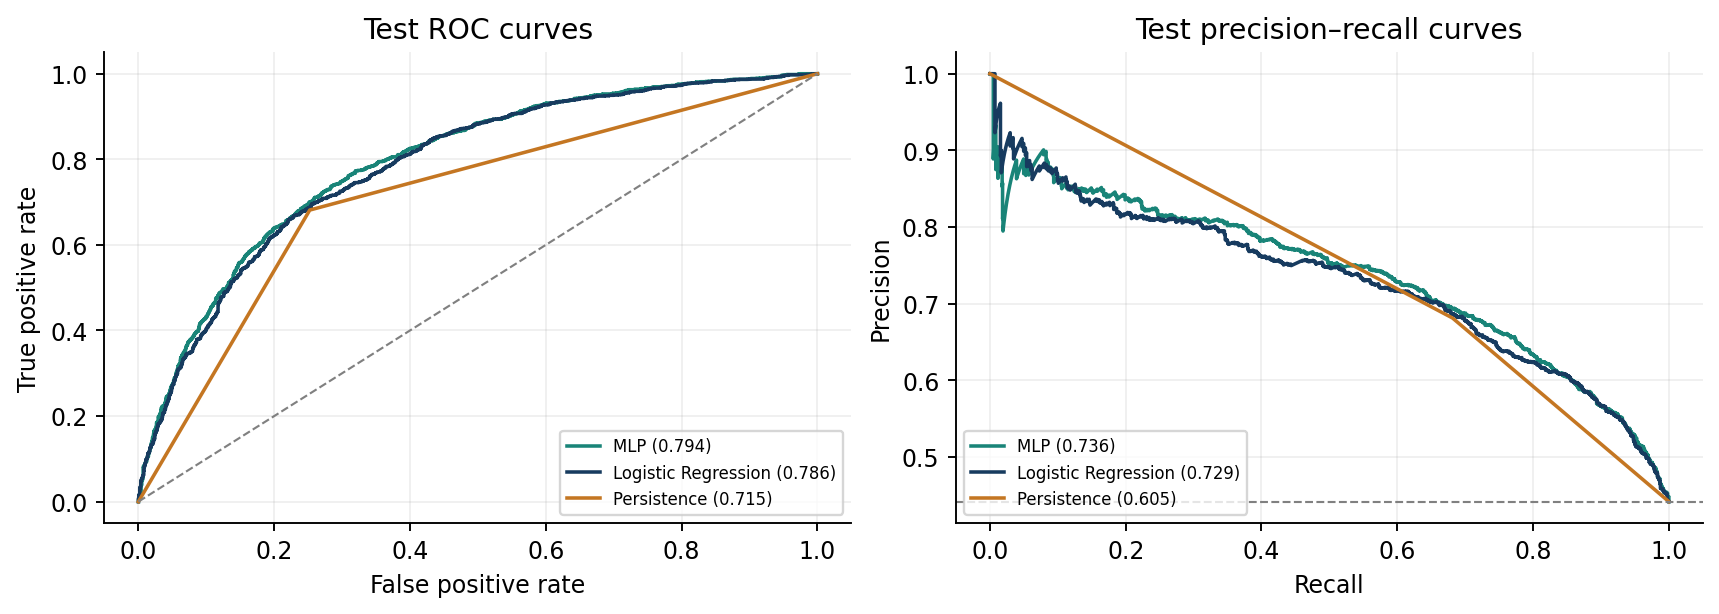 Test ROC curves
True positive rate
1.0
0.8
0.6
0.4
0.2
0.0
MLP (0.794)
Logistic Regression (0.786)
Persistence (0.715)
0.0 0.2 0.4 0.6 0.8 1.0
False positive rate
Test precision–recall curves
Precision
1.0
0.9
0.8
0.7
0.6
0.5
MLP (0.736)
Logistic Regression (0.729)
Persistence (0.605)
0.0 0.2 0.4 0.6 0.8 1.0
Recall